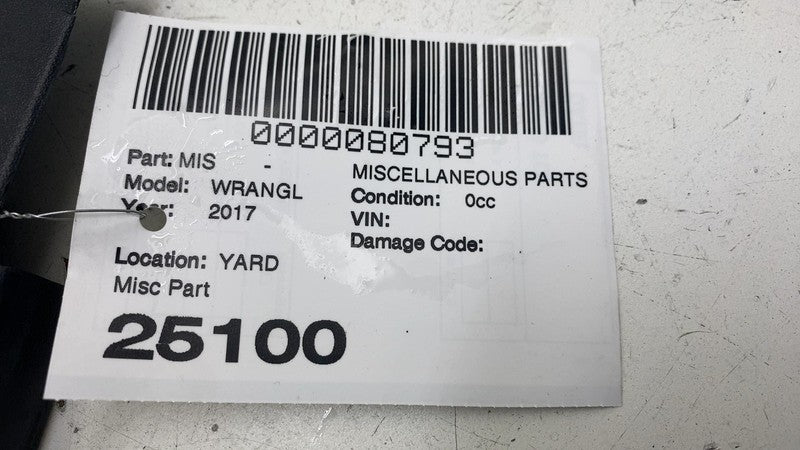 0000080793
Part: MIS - MISCELLANEOUS PARTS
Model: WRANGL Condition: 0cc
Year: 2017 VIN:
Damage Code:
Location: YARD
Misc Part
25100